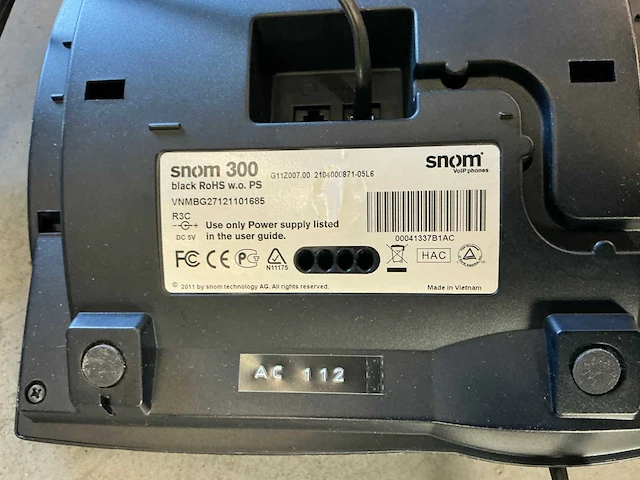 snom 300
black RoHS w.o. PS
G11Z007.00 2104000871-05L6
snom
VoIP phones
VNMBG27121101685
R3C
DC 5V
Use only Power supply listed
in the user guide.
00041337B1AC
FC CE
N11175
HAC
© 2011 by snom technology AG. All rights reserved.
Made in Vietnam
AC 112